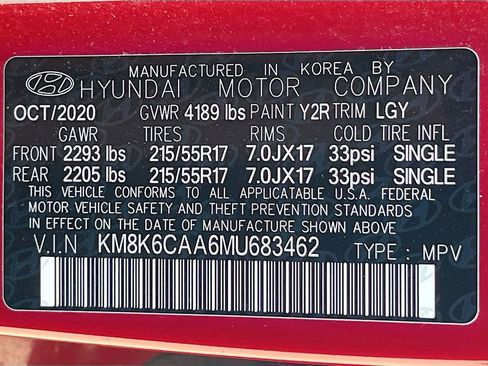 MANUFACTURED IN KOREA BY
HYUNDAI MOTOR COMPANY
OCT/2020 GVWR 4189 lbs PAINT Y2R TRIM LGY
GAWR TIRES RIMS COLD TIRE INFL
FRONT 2293 lbs 215/55R17 7.0JX17 33psi SINGLE
REAR 2205 lbs 215/55R17 7.0JX17 33psi SINGLE
THIS VEHICLE CONFORMS TO ALL APPLICATABLE U.S.A. FEDERAL
MOTOR VEHICLE SAFETY AND THEFT PREVENTION STANDARDS
IN EFFECT ON THE DATE OF MANUFACTURE SHOWN ABOVE
V.I.N KM8K6CAA6MU683462 TYPE : MPV